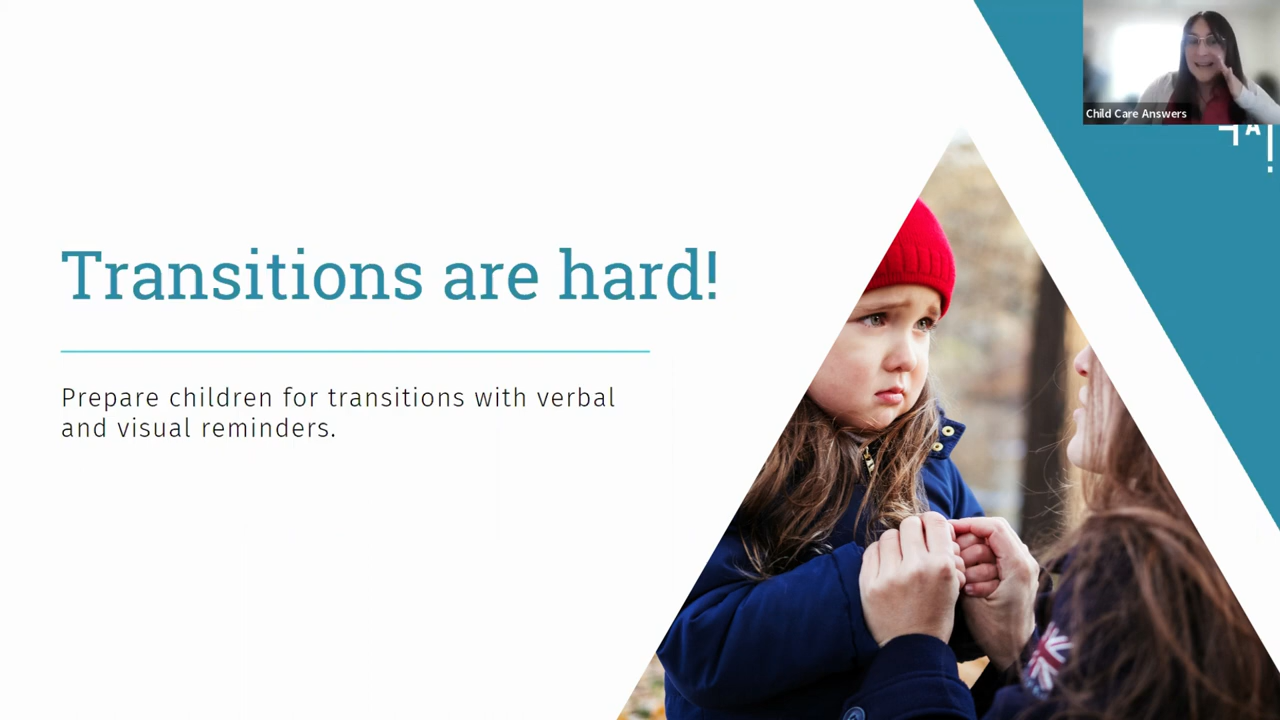 Child Care Answers
Transitions are hard!
Prepare children for transitions with verbal
and visual reminders.